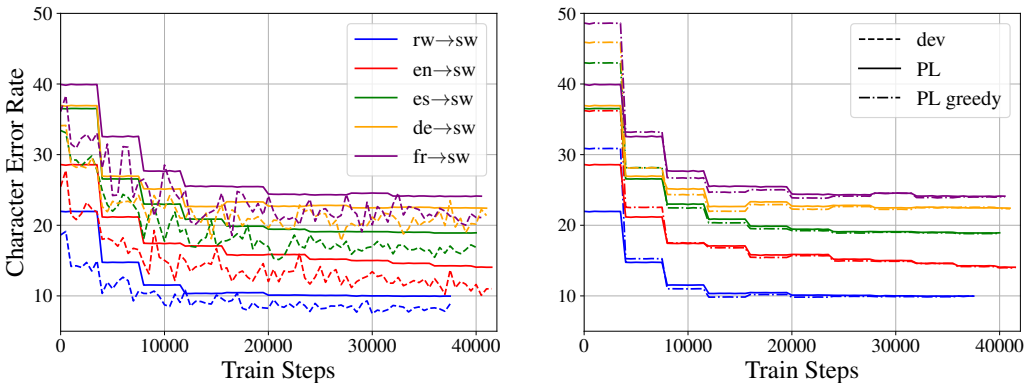 Character Error Rate
50
40
30
20
10
0
10000
20000
30000
40000
Train Steps
rw→sw
en→sw
es→sw
de→sw
fr→sw
50
40
30
20
10
0
10000
20000
30000
40000
Train Steps
dev
PL
PL greedy